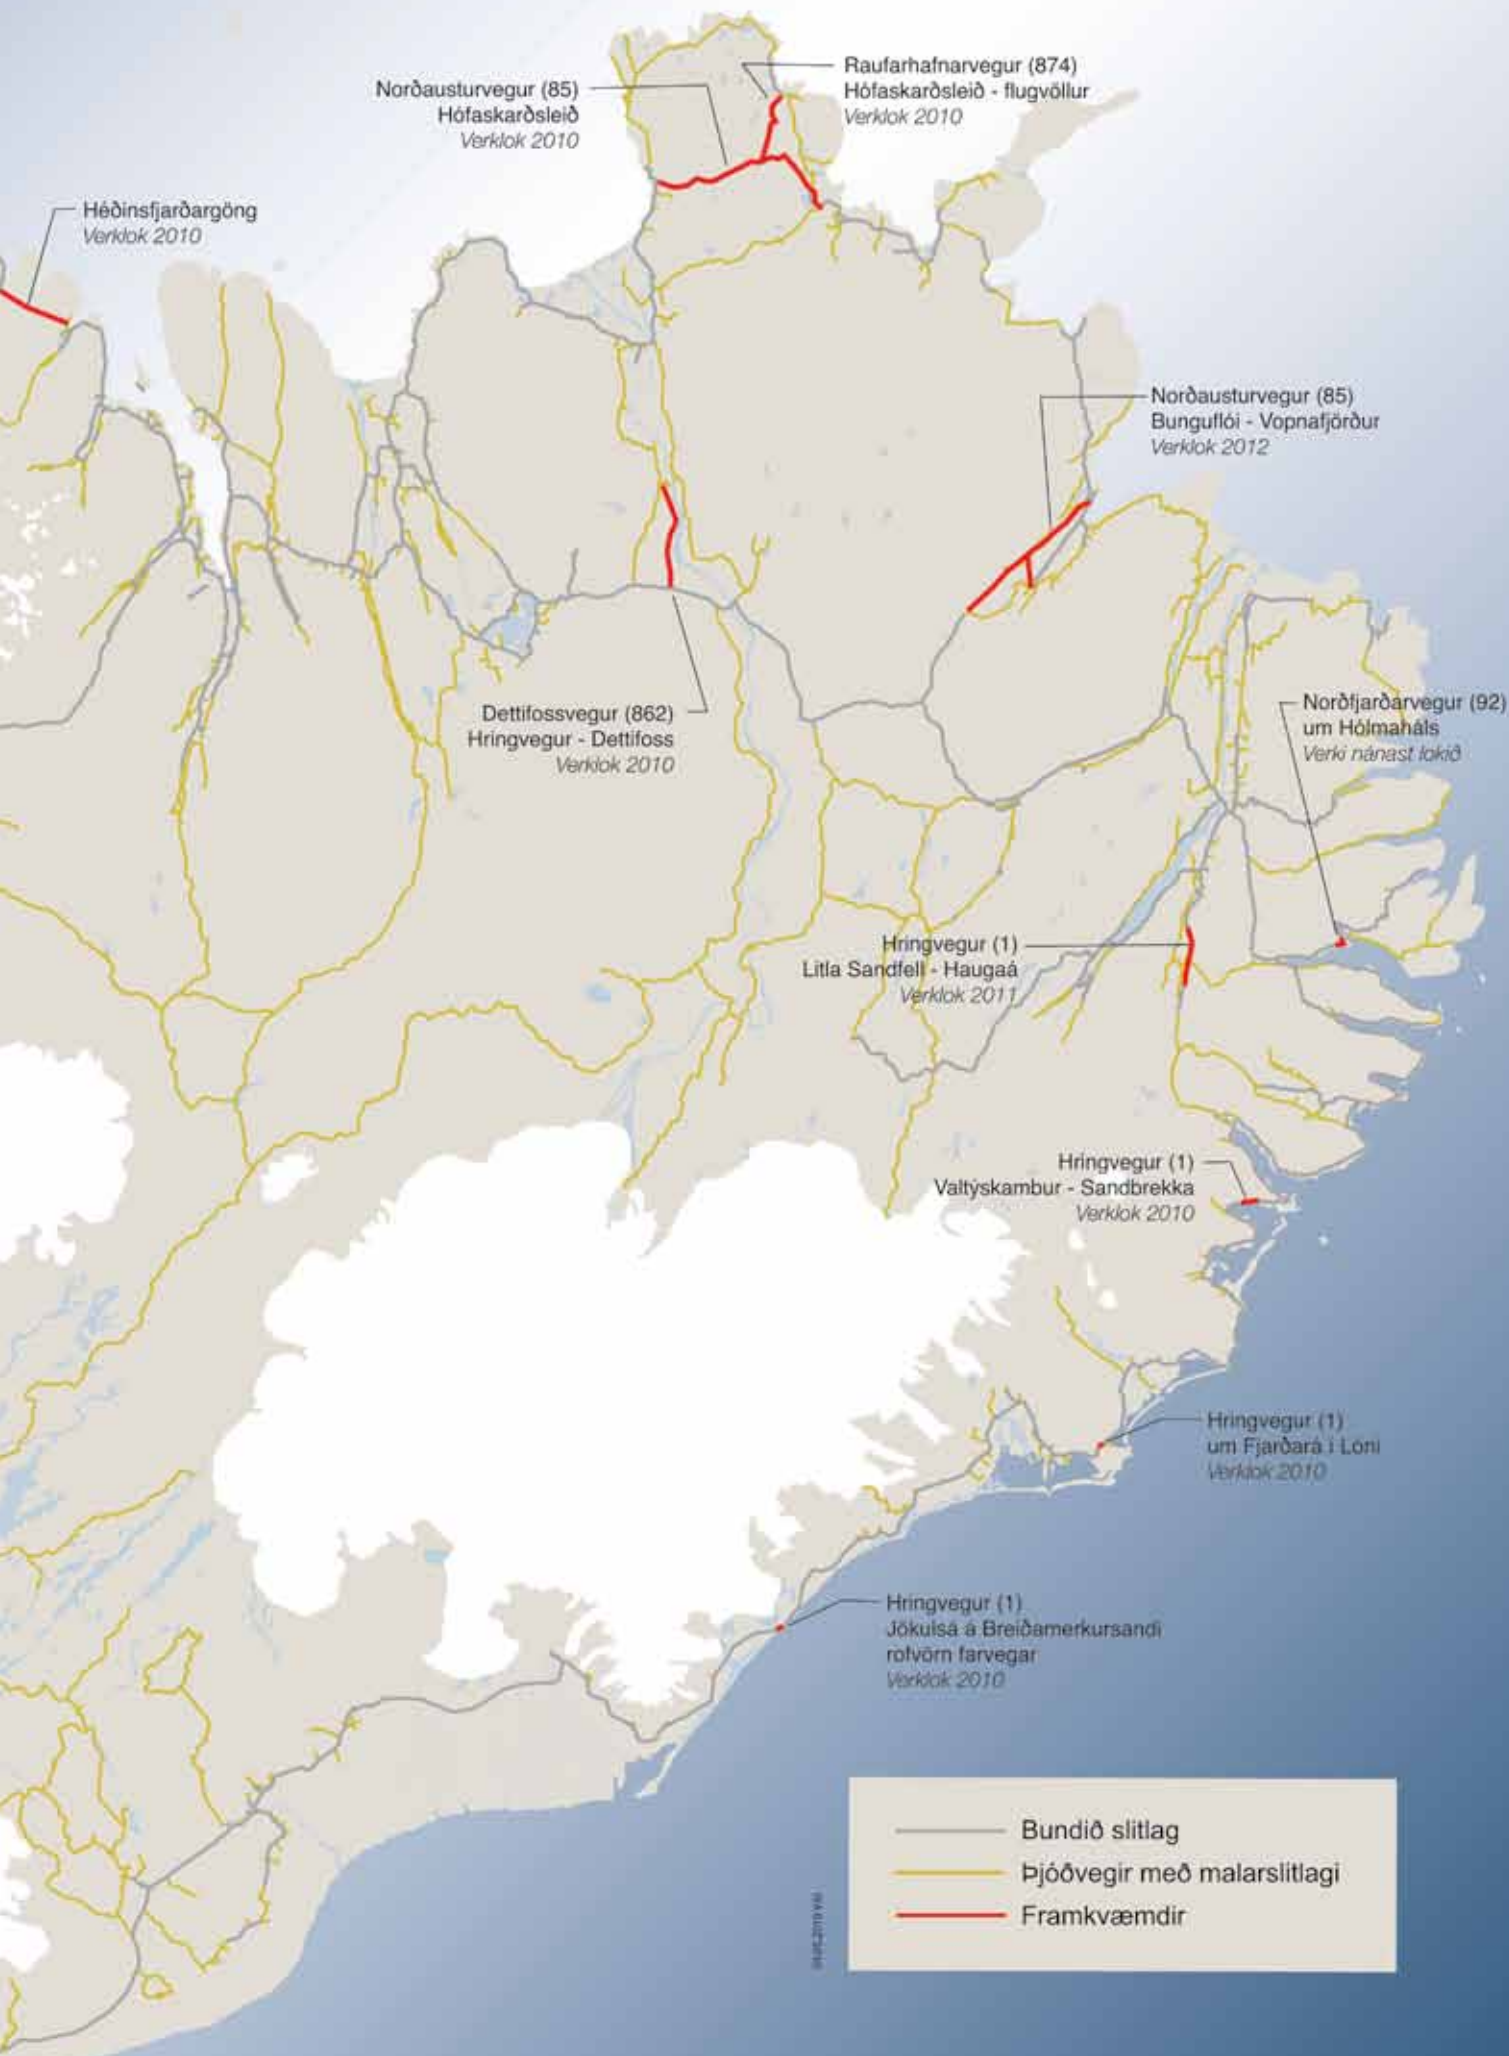 Norðausturvegur (85)
Hófaskarðsleið
Verklok 2010
Raufarhafnarvegur (874)
Hófaskarðsleið - flugvöllur
Verklok 2010
Héðinsfjarðargöng
Verklok 2010
Norðausturvegur (85)
Bunguflói - Vopnafjörður
Verklok 2012
Dettifossvegur (862)
Hringvegur - Dettifoss
Verklok 2010
Norðfjarðarvegur (92)
um Hólmaháls
Verki nánast lokið
Hringvegur (1)
Litla Sandfell - Haugaá
Verklok 2011
Hringvegur (1)
Valtýskambur - Sandbrekka
Verklok 2010
Hringvegur (1)
um Fjarðará í Lóni
Verklok 2010
Hringvegur (1)
Jökulsá á Breiðamerkursandi
rofvörn farvegar
Verklok 2010
Bundið slitlag
Þjóðvegir með malarslitlagi
Framkvæmdir